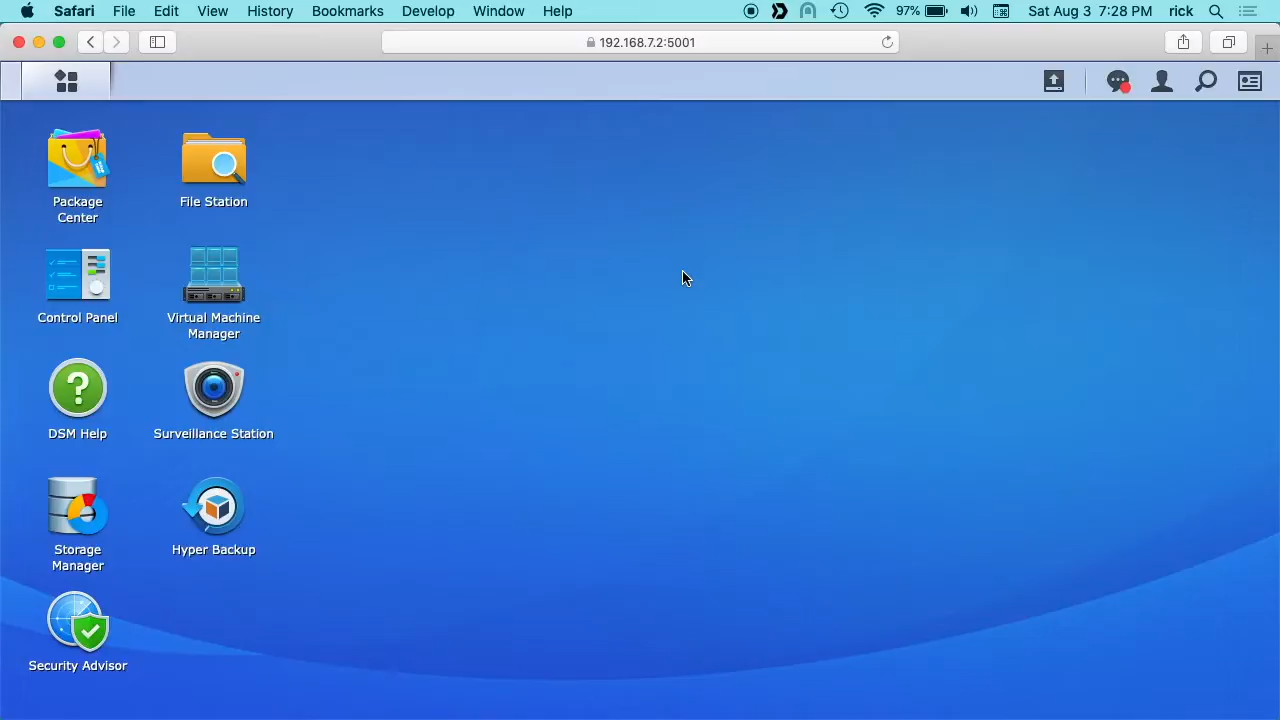 Safari File Edit View History Bookmarks Develop Window Help 97% Sat Aug 3 7:28 PM rick
192.168.7.2:5001
Package
Center
File Station
Control Panel
Virtual Machine
Manager
DSM Help
Surveillance Station
Storage
Manager
Hyper Backup
Security Advisor